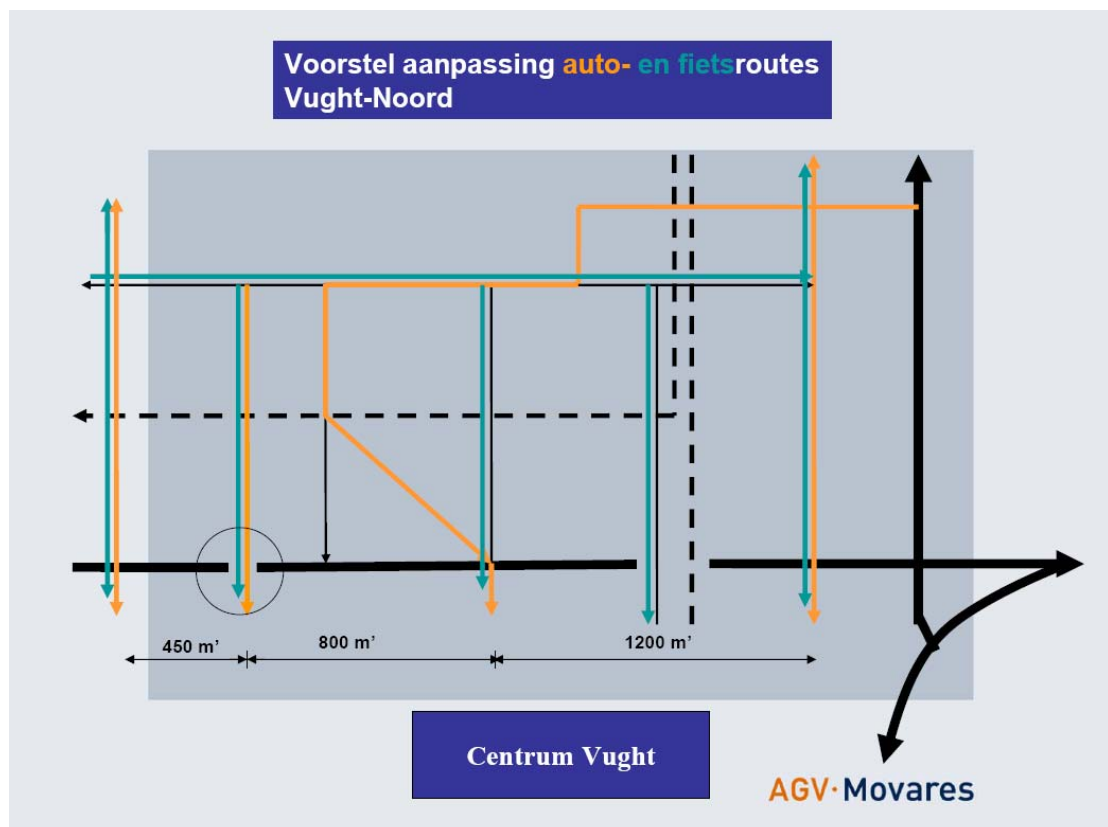 Voorstel aanpassing auto- en fietsroutes
Vught-Noord
450 m’
800 m’
1200 m’
Centrum Vught
AGV·Movares